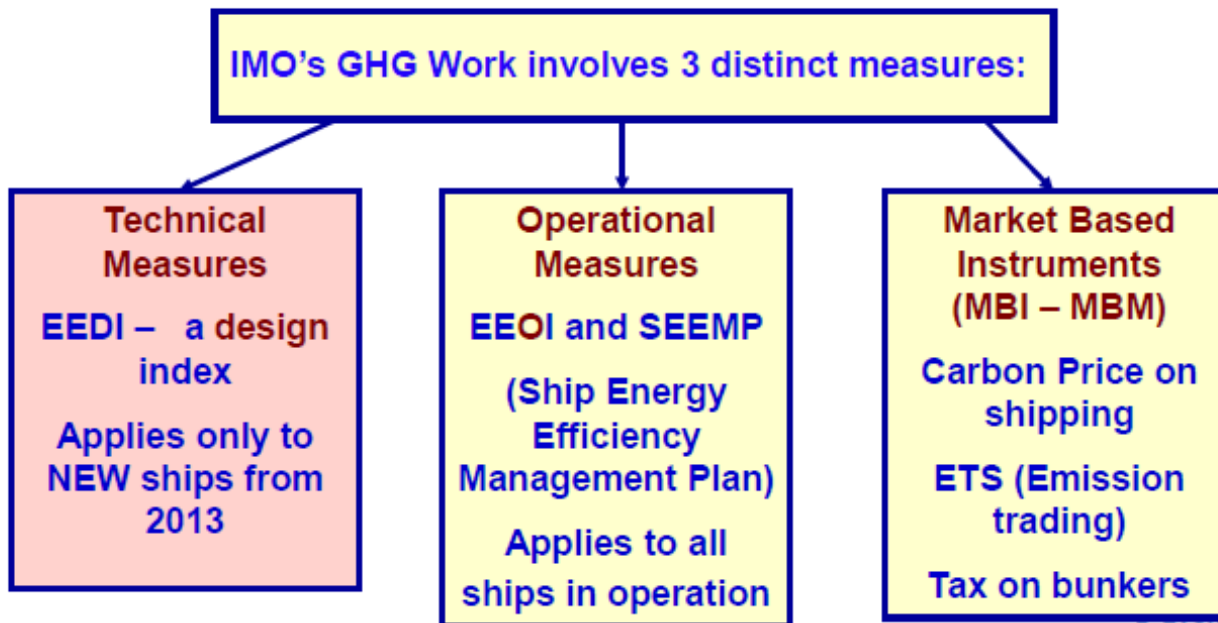 IMO's GHG Work involves 3 distinct measures:
Technical
Measures
EEDI – a design
index
Applies only to
NEW ships from
2013
Operational
Measures
EEOI and SEEMP
(Ship Energy
Efficiency
Management Plan)
Applies to all
ships in operation
Market Based
Instruments
(MBI – MBM)
Carbon Price on
shipping
ETS (Emission
trading)
Tax on bunkers